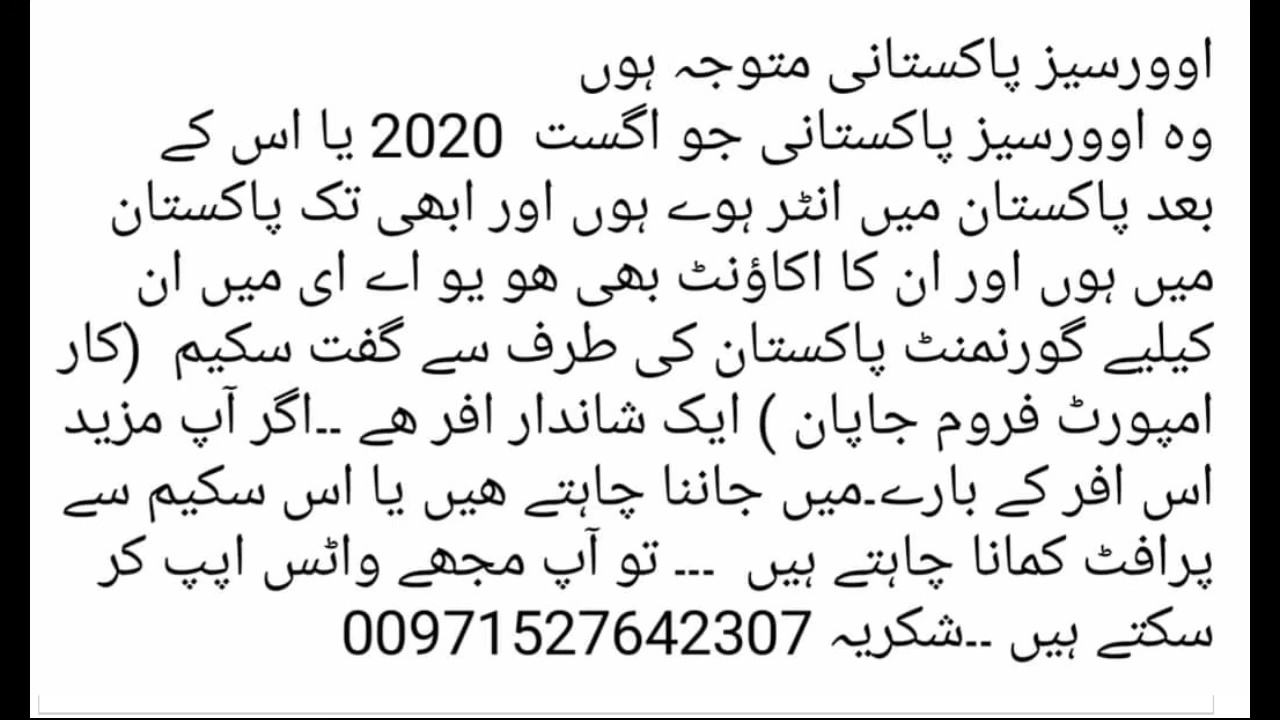 اوورسیز پاکستانی متوجہ ہوں
وہ اوورسیز پاکستانی جو اگست 2020 یا اس کے
بعد پاکستان میں انٹر ہوے ہوں اور ابھی تک پاکستان
میں ہوں اور ان کا اکاؤنٹ بھی ھو یو اے ای میں ان
کیلیے گورنمنٹ پاکستان کی طرف سے گفت سکیم (کار
امپورٹ فروم جاپان ) ایک شاندار افر ھے ..اگر آپ مزید
اس افر کے بارے.میں جاننا چاہتے ھیں یا اس سکیم سے
پرافٹ کمانا چاہتے ہیں ... تو آپ مجھے واٹس اپپ کر
سکتے ہیں ..شکریہ 00971527642307